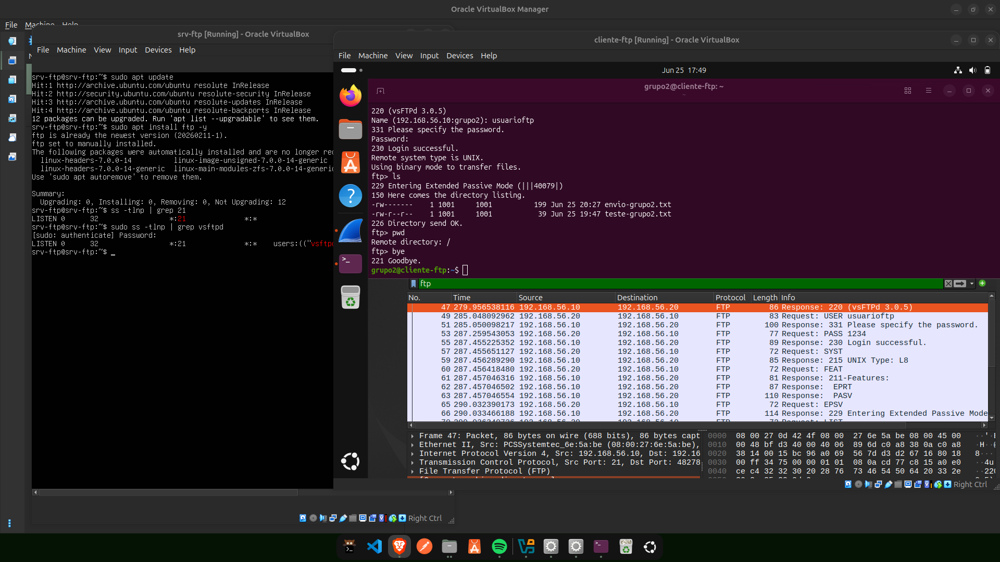 Oracle VirtualBox Manager
File Machine Help
srv-ftp [Running] - Oracle VirtualBox
File Machine View Input Devices Help
srv-ftp@srv-ftp:~$ sudo apt update
Hit:1 http://archive.ubuntu.com/ubuntu resolute InRelease
Hit:2 http://security.ubuntu.com/ubuntu resolute-security InRelease
Hit:3 http://archive.ubuntu.com/ubuntu resolute-updates InRelease
Hit:4 http://archive.ubuntu.com/ubuntu resolute-backports InRelease
12 packages can be upgraded. Run 'apt list --upgradable' to see them.
srv-ftp@srv-ftp:~$ sudo apt install ftp -y
ftp is already the newest version (20260211-1).
ftp set to manually installed.
The following packages were automatically installed and are no longer
linux-headers-7.0.0-14 linux-image-unsigned-7.0.0-14-generic
linux-headers-7.0.0-14-generic linux-main-modules-zfs-7.0.0-14-generic
Use 'sudo apt autoremove' to remove them.
Summary:
Upgrading: 0, Installing: 0, Removing: 0, Not Upgrading: 12
srv-ftp@srv-ftp:~$ ss -tlnp | grep 21
LISTEN 0 32 *:21 *:*
srv-ftp@srv-ftp:~$ sudo ss -tlnp | grep vsftpd
[sudo: authenticate] Password:
LISTEN 0 32 *:21 *:* users:(("vsftp
srv-ftp@srv-ftp:~$ _
Right Ctrl
cliente-ftp [Running] - Oracle VirtualBox
File Machine View Input Devices Help
Jun 25 17:49
grupo2@cliente-ftp: ~
~
220 (vsFTPd 3.0.5)
Name (192.168.56.10:grupo2): usuarioftp
331 Please specify the password.
Password:
230 Login successful.
Remote system type is UNIX.
Using binary mode to transfer files.
ftp> ls
229 Entering Extended Passive Mode (|||40079|)
150 Here comes the directory listing.
-rw------- 1 1001 1001 199 Jun 25 20:27 envio-grupo2.txt
-rw-r--r-- 1 1001 1001 39 Jun 25 19:47 teste-grupo2.txt
226 Directory send OK.
ftp> pwd
Remote directory: /
ftp> bye
221 Goodbye.
grupo2@cliente-ftp:~$
ftp
No. Time Source Destination Protocol Length Info
47 279.956538116 192.168.56.10 192.168.56.20 FTP 86 Response: 220 (vsFTPd 3.0.5)
49 285.048092962 192.168.56.20 192.168.56.10 FTP 83 Request: USER usuarioftp
51 285.050098217 192.168.56.10 192.168.56.20 FTP 100 Response: 331 Please specify the password.
53 287.259543053 192.168.56.20 192.168.56.10 FTP 77 Request: PASS 1234
55 287.455225352 192.168.56.10 192.168.56.20 FTP 89 Response: 230 Login successful.
57 287.455651127 192.168.56.20 192.168.56.10 FTP 72 Request: SYST
59 287.456289290 192.168.56.10 192.168.56.20 FTP 85 Response: 215 UNIX Type: L8
60 287.456418480 192.168.56.20 192.168.56.10 FTP 72 Request: FEAT
61 287.457046316 192.168.56.10 192.168.56.20 FTP 81 Response: 211-Features:
62 287.457046502 192.168.56.10 192.168.56.20 FTP 87 Response: EPRT
63 287.457046554 192.168.56.10 192.168.56.20 FTP 110 Response: PASV
65 290.032390173 192.168.56.20 192.168.56.10 FTP 72 Request: EPSV
66 290.033466188 192.168.56.10 192.168.56.20 FTP 114 Response: 229 Entering Extended Passive Mode
Frame 47: Packet, 86 bytes on wire (688 bits), 86 bytes capt
Ethernet II, Src: PCSSystemtec_6e:5a:be (08:00:27:6e:5a:be),
Internet Protocol Version 4, Src: 192.168.56.10, Dst: 192.16
Transmission Control Protocol, Src Port: 21, Dst Port: 48278
File Transfer Protocol (FTP)
0000 08 00 27 0d 42 4f 08 00 27 6e 5a be 08 00 45 00
0010 00 48 bf d3 40 00 40 06 89 6d c0 a8 38 0a c0 a8
0020 38 14 00 15 bc 96 a0 69 56 7d d3 d2 67 16 80 18
0030 00 ff 34 75 00 00 01 01 08 0a cd 77 c8 15 a0 e0
0040 ce c4 32 32 30 20 28 76 73 46 54 50 64 20 33 2e
Right Ctrl